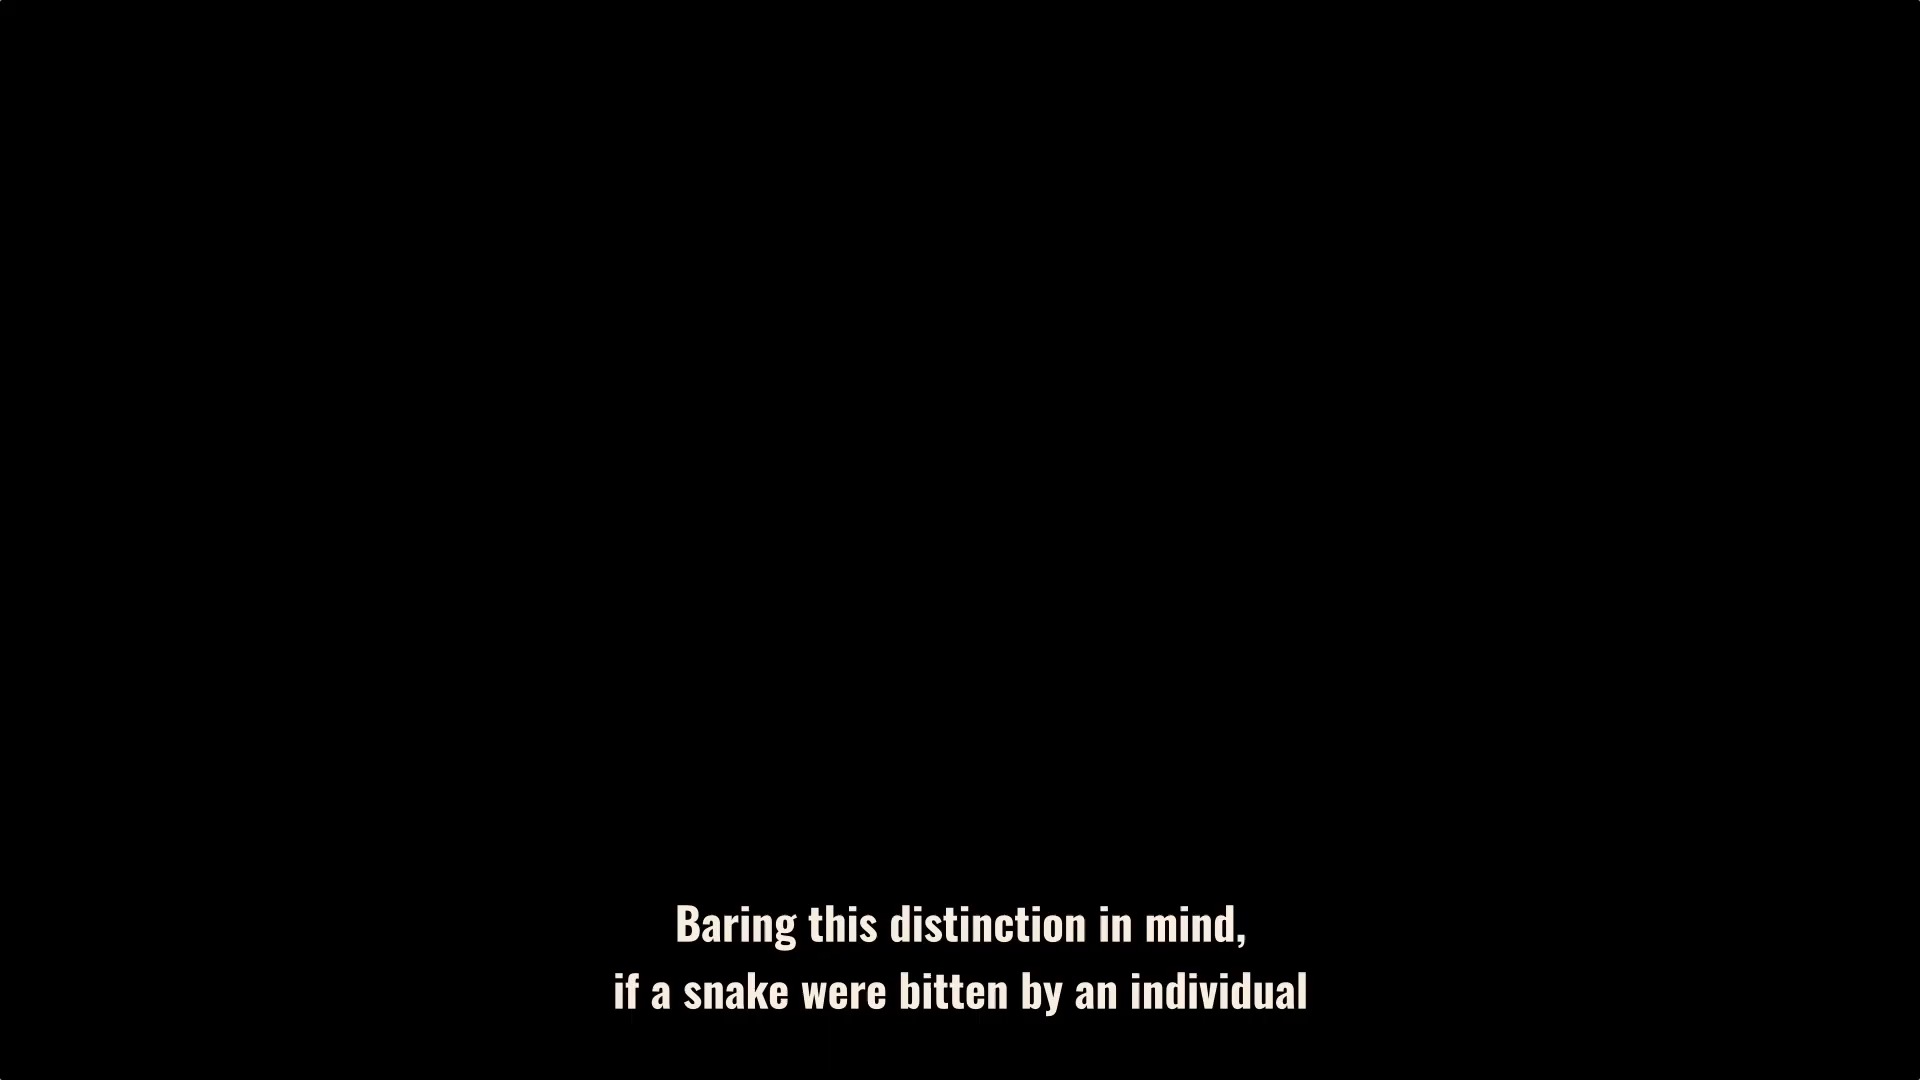 Baring this distinction in mind,
if a snake were bitten by an individual